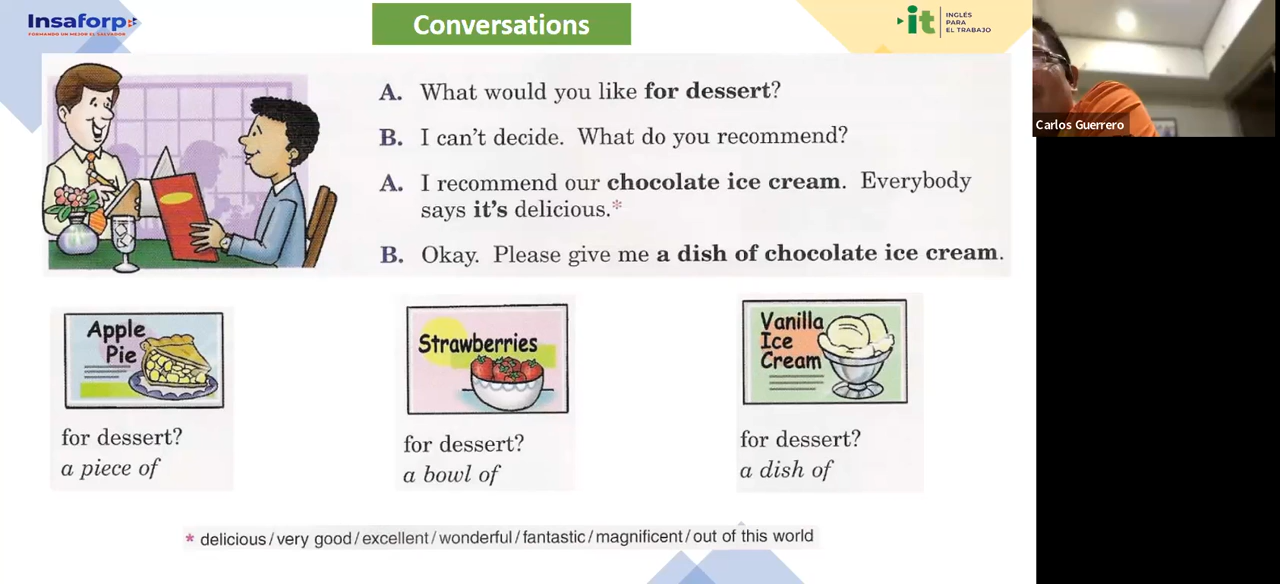 Insaforp
FORMANDO UN MEJOR EL SALVADOR
Conversations
it
INGLÉS
PARA
EL TRABAJO
Carlos Guerrero
A. What would you like for dessert?
B. I can't decide. What do you recommend?
A. I recommend our chocolate ice cream. Everybody
says it's delicious.*
B. Okay. Please give me a dish of chocolate ice cream.
Apple
Pie
for dessert?
a piece of
Strawberries
for dessert?
a bowl of
Vanilla
Ice
Cream
for dessert?
a dish of
* delicious/very good/excellent/wonderful/fantastic/magnificent/out of this world